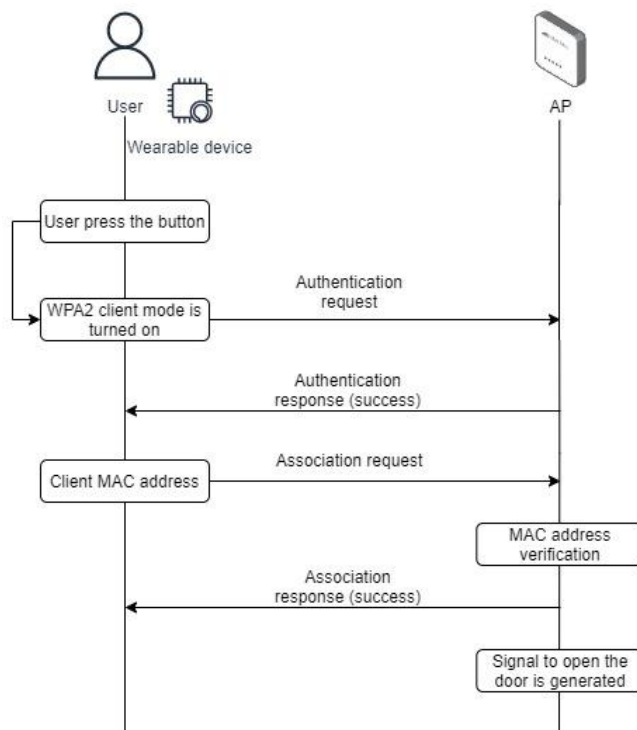 User
AP
Wearable device
User press the button
Authentication
request
WPA2 client mode is
turned on
Authentication
response (success)
Association request
Client MAC address
MAC address
verification
Association
response (success)
Signal to open the
door is generated